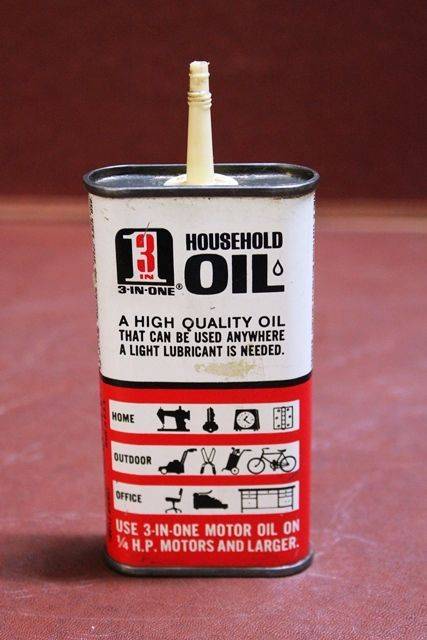 1 3 IN
3-IN-ONE®
HOUSEHOLD
OIL
A HIGH QUALITY OIL
THAT CAN BE USED ANYWHERE
A LIGHT LUBRICANT IS NEEDED.
HOME
OUTDOOR
OFFICE
USE 3-IN-ONE MOTOR OIL ON
¼ H.P. MOTORS AND LARGER.